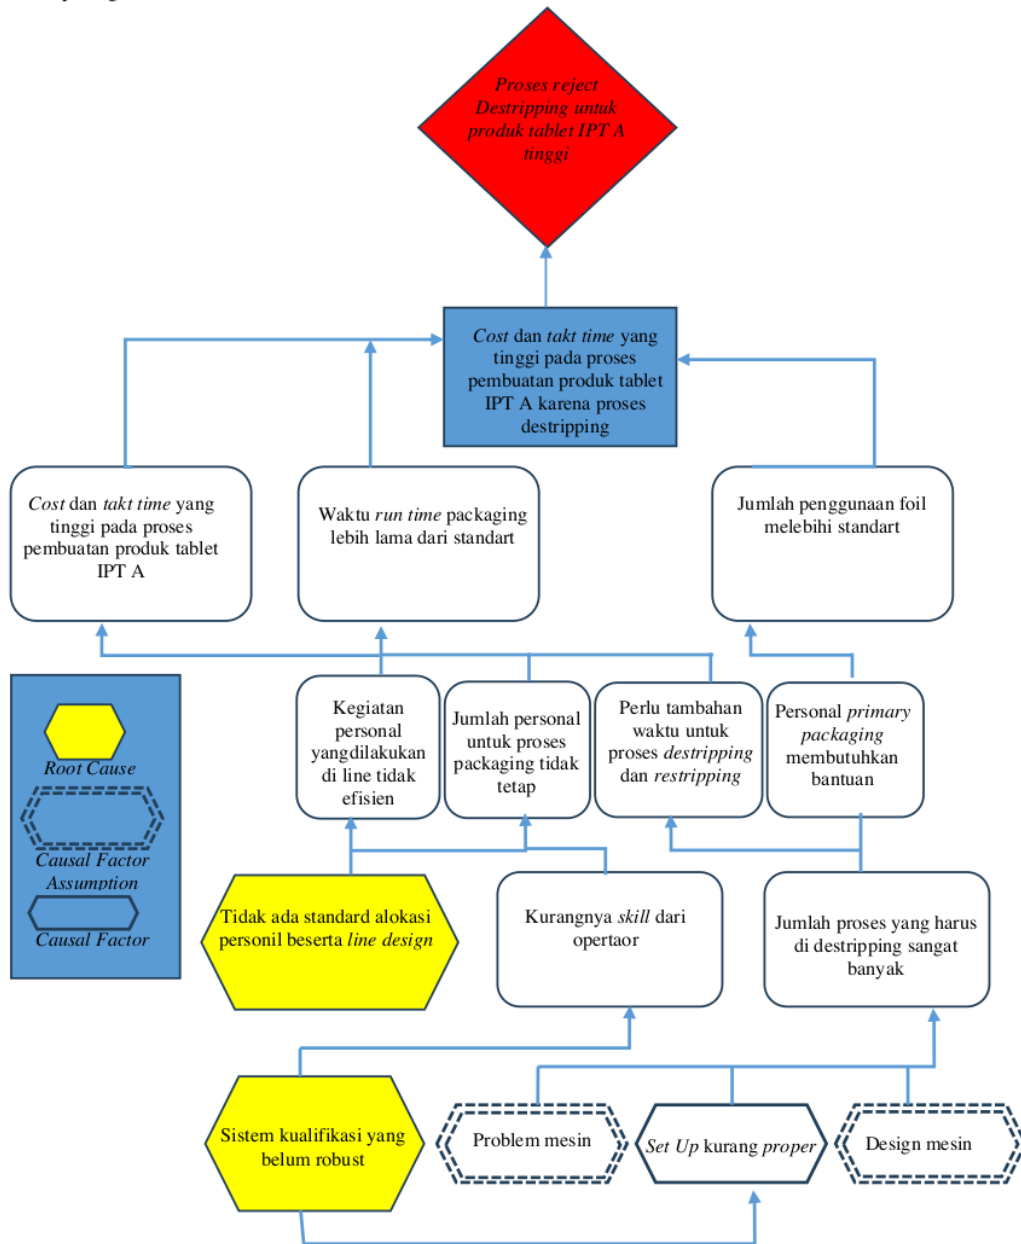 Proses reject
Destripping untuk
produk tablet IPT A
tinggi
Cost dan takt time yang
tinggi pada proses
pembuatan produk tablet
IPT A karena proses
destripping
Cost dan takt time yang
tinggi pada proses
pembuatan produk tablet
IPT A
Waktu run time packaging
lebih lama dari standart
Jumlah penggunaan foil
melebihi standart
Kegiatan
personal
yangdilakukan
di line tidak
efisien
Jumlah personal
untuk proses
packaging tidak
tetap
Perlu tambahan
waktu untuk
proses destripping
dan restripping
Personal primary
packaging
membutuhkan
bantuan
Root Cause
Causal Factor
Assumption
Causal Factor
Tidak ada standard alokasi
personil beserta line design
Kurangnya skill dari
opertaor
Jumlah proses yang harus
di destripping sangat
banyak
Sistem kualifikasi yang
belum robust
Problem mesin
Set Up kurang proper
Design mesin